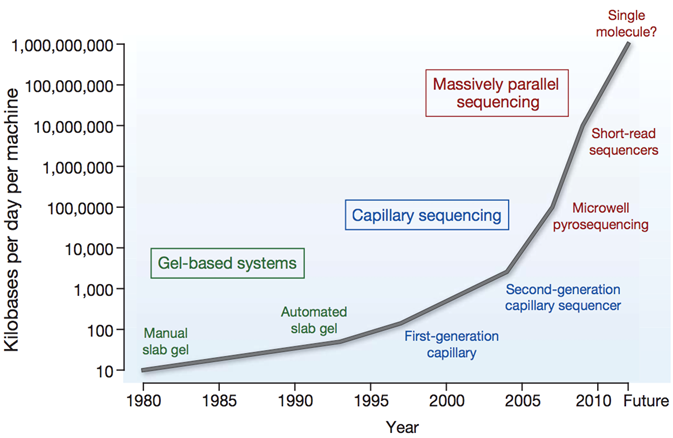 Single
molecule?
1,000,000,000
100,000,000
Massively parallel
sequencing
10,000,000
Short-read
sequencers
1,000,000
100,0000
Capillary sequencing
Microwell
pyrosequencing
10,000
Gel-based systems
1,000
Second-generation
capillary sequencer
Automated
slab gel
100
Manual
slab gel
First-generation
capillary
10
Kilobases per day per machine
1980 1985 1990 1995 2000 2005 2010 Future
Year